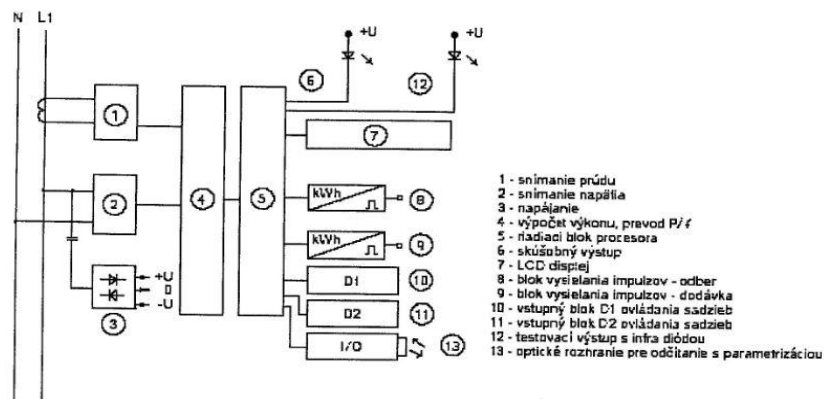 N L1
+U
+U
6
12
1
7
kWh
8
2
4
5
kWh
9
+U
0
-U
D1
10
D2
11
3
I/O
13
1 - snímanie prúdu
2 - snímanie napätia
3 - napájanie
4 - výpočet výkonu, prevod P/f
5 - riadiaci blok procesora
6 - skúšobný výstup
7 - LCD displej
8 - blok vysielania impulzov - odber
9 - blok vysielania impulzov - dodávka
10 - vstupný blok D1 ovládania sadzieb
11 - vstupný blok D2 ovládania sadzieb
12 - testovací výstup s infra diódou
13 - optické rozhranie pre odčítanie s parametrizáciou